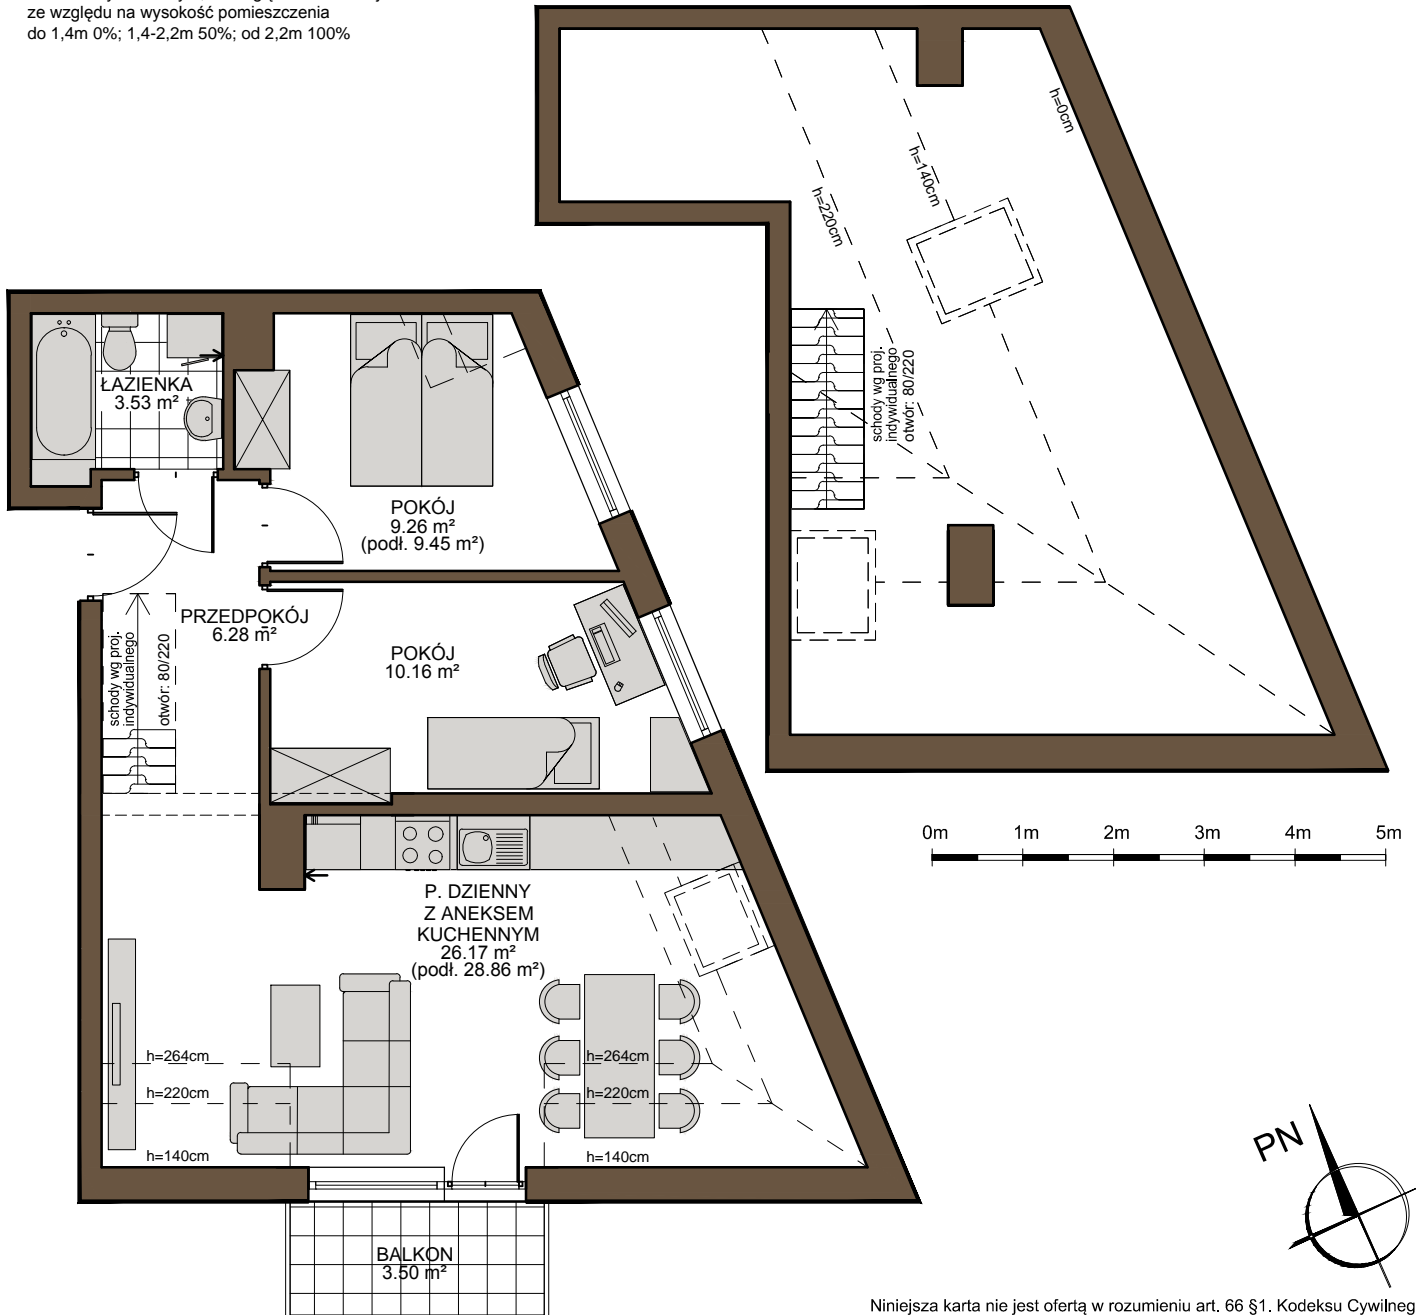 ze względu na wysokość pomieszczenia
do 1,4m 0%; 1,4-2,2m 50%; od 2,2m 100%
h=0cm
h=140cm
h=220cm
schody wg proj.
indywidualnego
otwór: 80/220
ŁAZIENKA
3.53 m²
POKÓJ
9.26 m²
(podł. 9.45 m²)
PRZEDPOKÓJ
6.28 m²
schody wg proj.
indywidualnego
otwór: 80/220
POKÓJ
10.16 m²
0m 1m 2m 3m 4m 5m
P. DZIENNY
Z ANEKSEM
KUCHENNYM
26.17 m²
(podł. 28.86 m²)
h=264cm h=264cm
h=220cm h=220cm
h=140cm h=140cm
BALKON
3.50 m²
PN
Niniejsza karta nie jest ofertą w rozumieniu art. 66 §1. Kodeksu Cywilneg